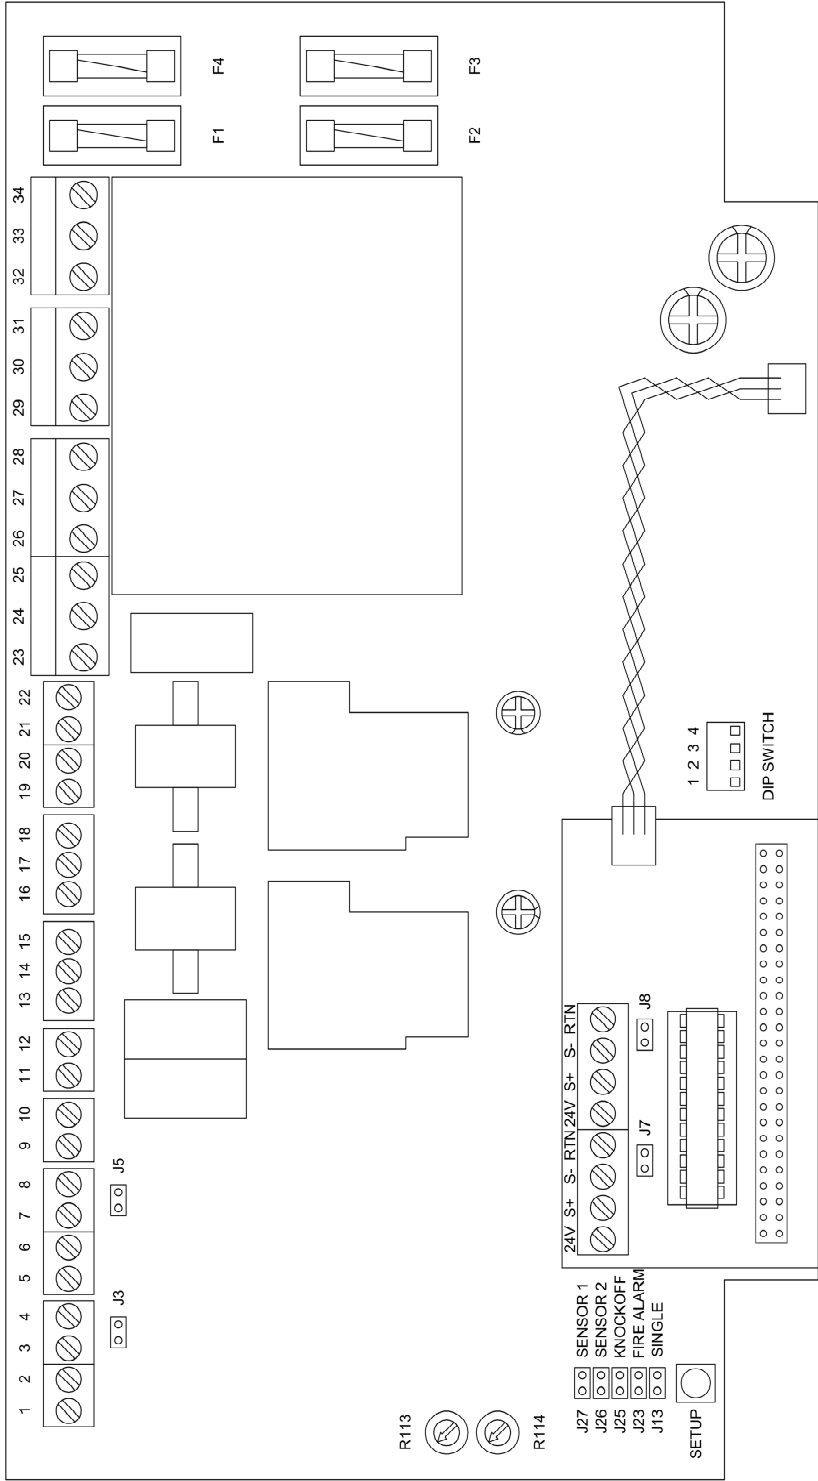 F4
F3
F1
F2
34
33
32
31
30
29
28
27
26
25
24
23
22
21
20
19
18
17
16
15
14
13
12
11
10
9
8
7
6
5
4
3
2
1
J5
J3
1 2 3 4
DIP SWITCH
24V S+ S- RTN 24V S+ S- RTN
J8
J7
J27 SENSOR 1
J26 SENSOR 2
J25 KNOCKOFF
J23 FIRE ALARM
J13 SINGLE
SETUP
R113
R114